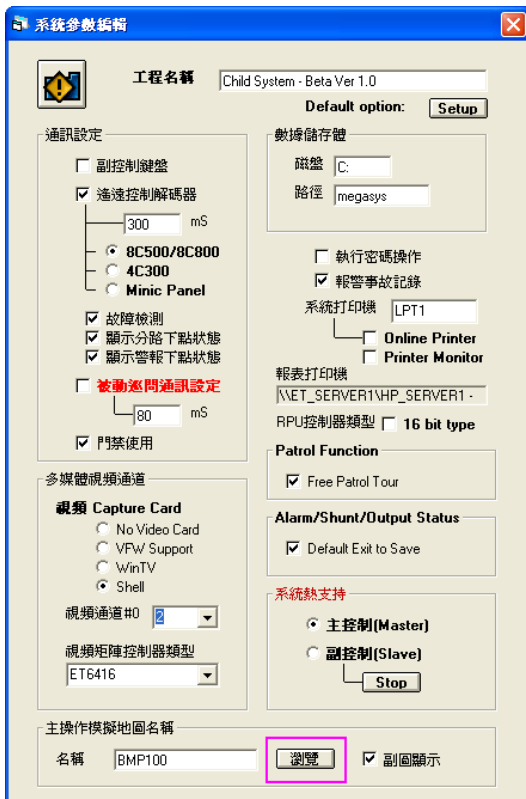 系統參數編輯
工程名稱 Child System - Beta Ver 1.0
Default option: Setup
通訊設定
副控制鍵盤
遙遠控制解碼器
300 mS
8C500/8C800
4C300
Minic Panel
故障檢測
顯示分路下點狀態
顯示警報下點狀態
被動巡問通訊設定
80 mS
門禁使用
多媒體視頻通道
視頻 Capture Card
No Video Card
VFW Support
WinTV
Shell
視頻通道#0 2
視頻矩陣控制器類型
ET6416
數據儲存體
磁盤 C:
路徑 megasys
執行密碼操作
報警事故記錄
系統打印機 LPT1
Online Printer
Printer Monitor
報表打印機
\\ET_SERVER1\HP_SERVER1 -
RPU控制器類型 16 bit type
Patrol Function
Free Patrol Tour
Alarm/Shunt/Output Status
Default Exit to Save
系統熱支持
主控制(Master)
副控制(Slave)
Stop
主操作模擬地圖名稱
名稱 BMP100 瀏覽 副圖顯示